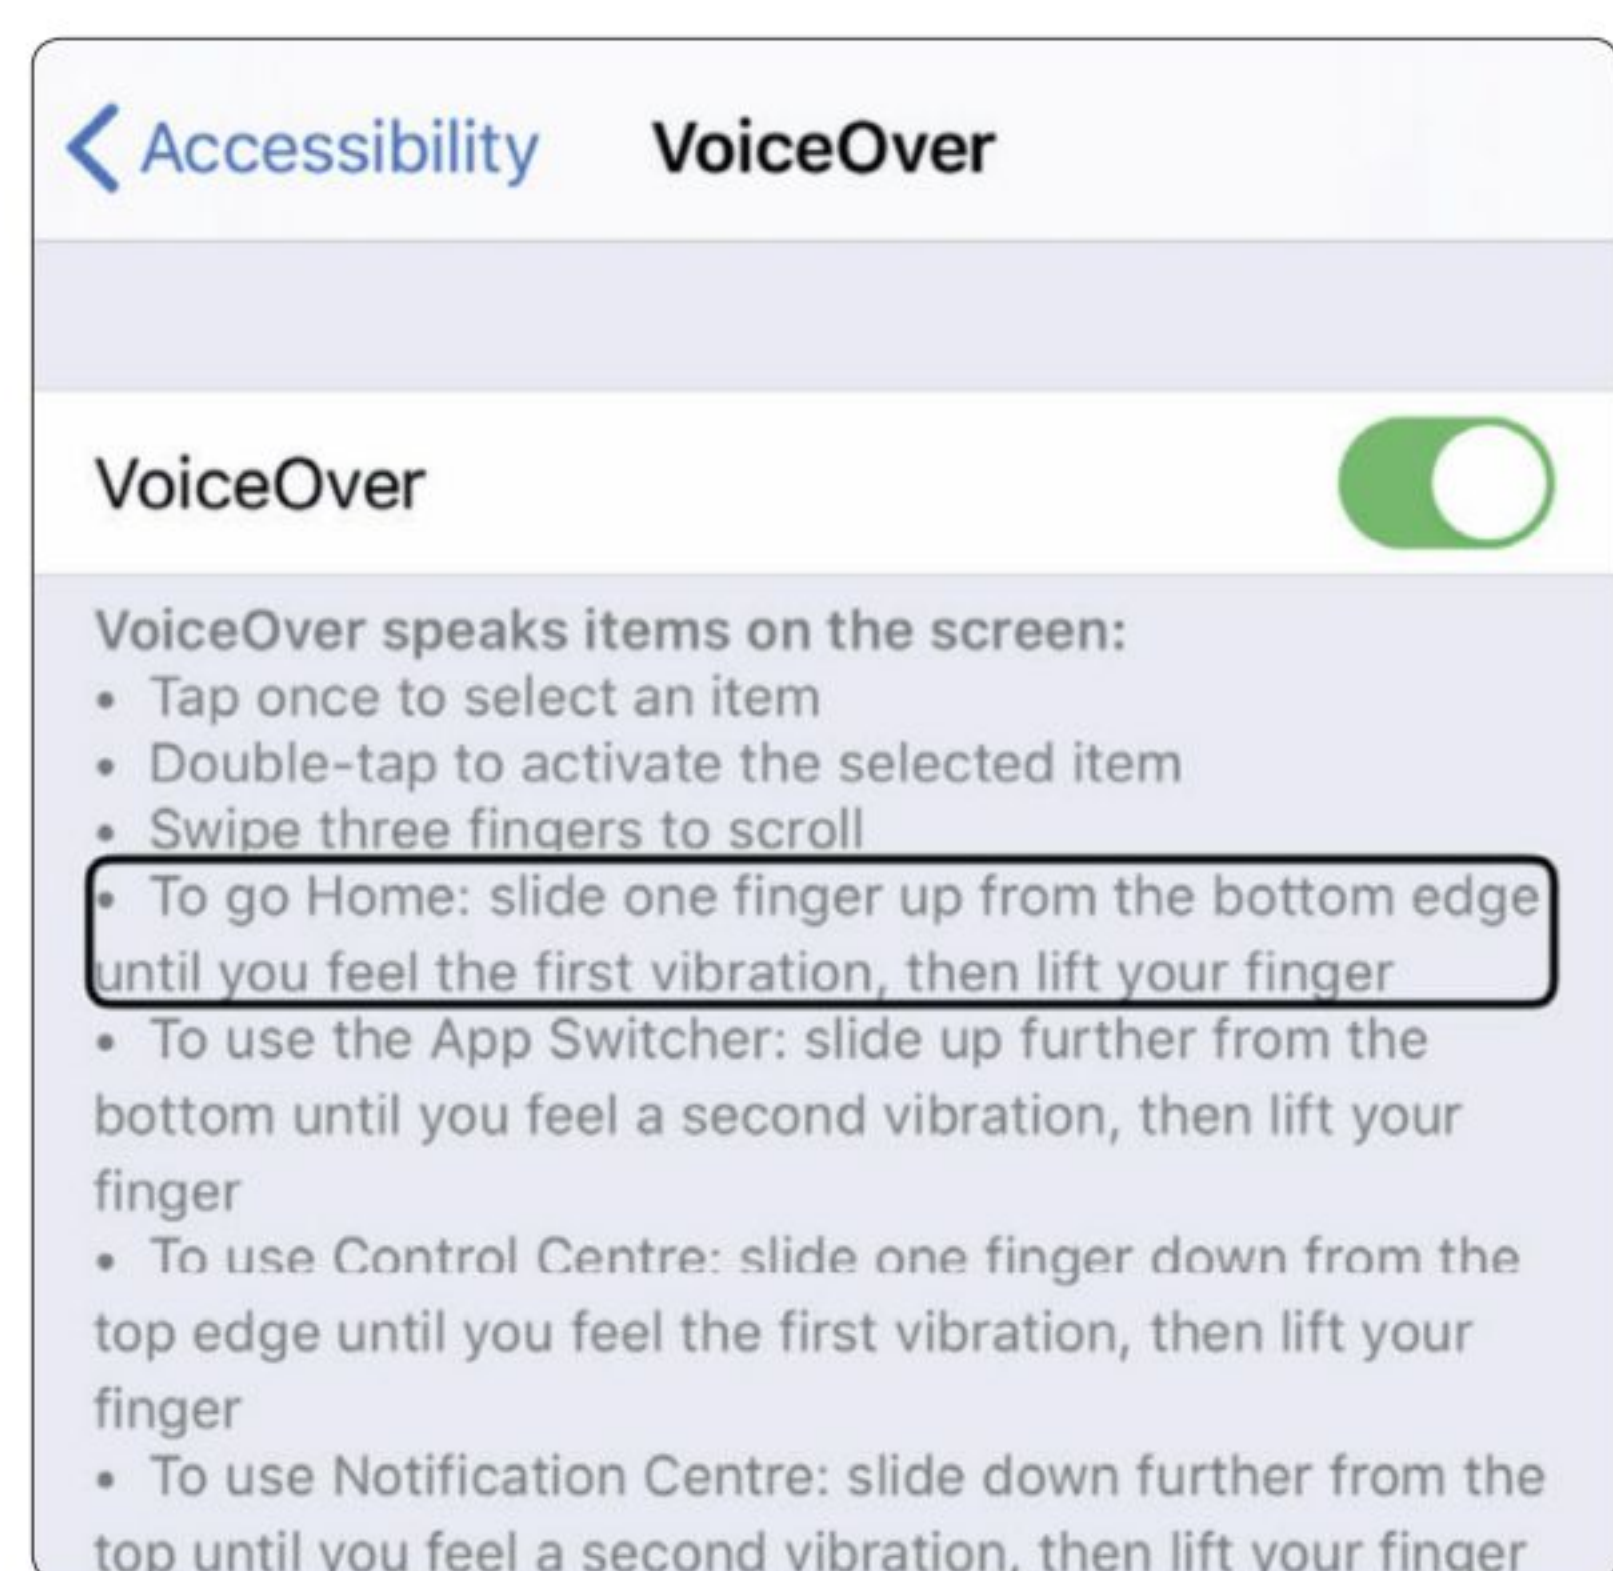 Accessibility VoiceOver
VoiceOver
VoiceOver speaks items on the screen:
• Tap once to select an item
• Double-tap to activate the selected item
• Swipe three fingers to scroll
• To go Home: slide one finger up from the bottom edge
until you feel the first vibration, then lift your finger
• To use the App Switcher: slide up further from the
bottom until you feel a second vibration, then lift your
finger
• To use Control Centre: slide one finger down from the
top edge until you feel the first vibration, then lift your
finger
• To use Notification Centre: slide down further from the
top until you feel a second vibration, then lift your finger